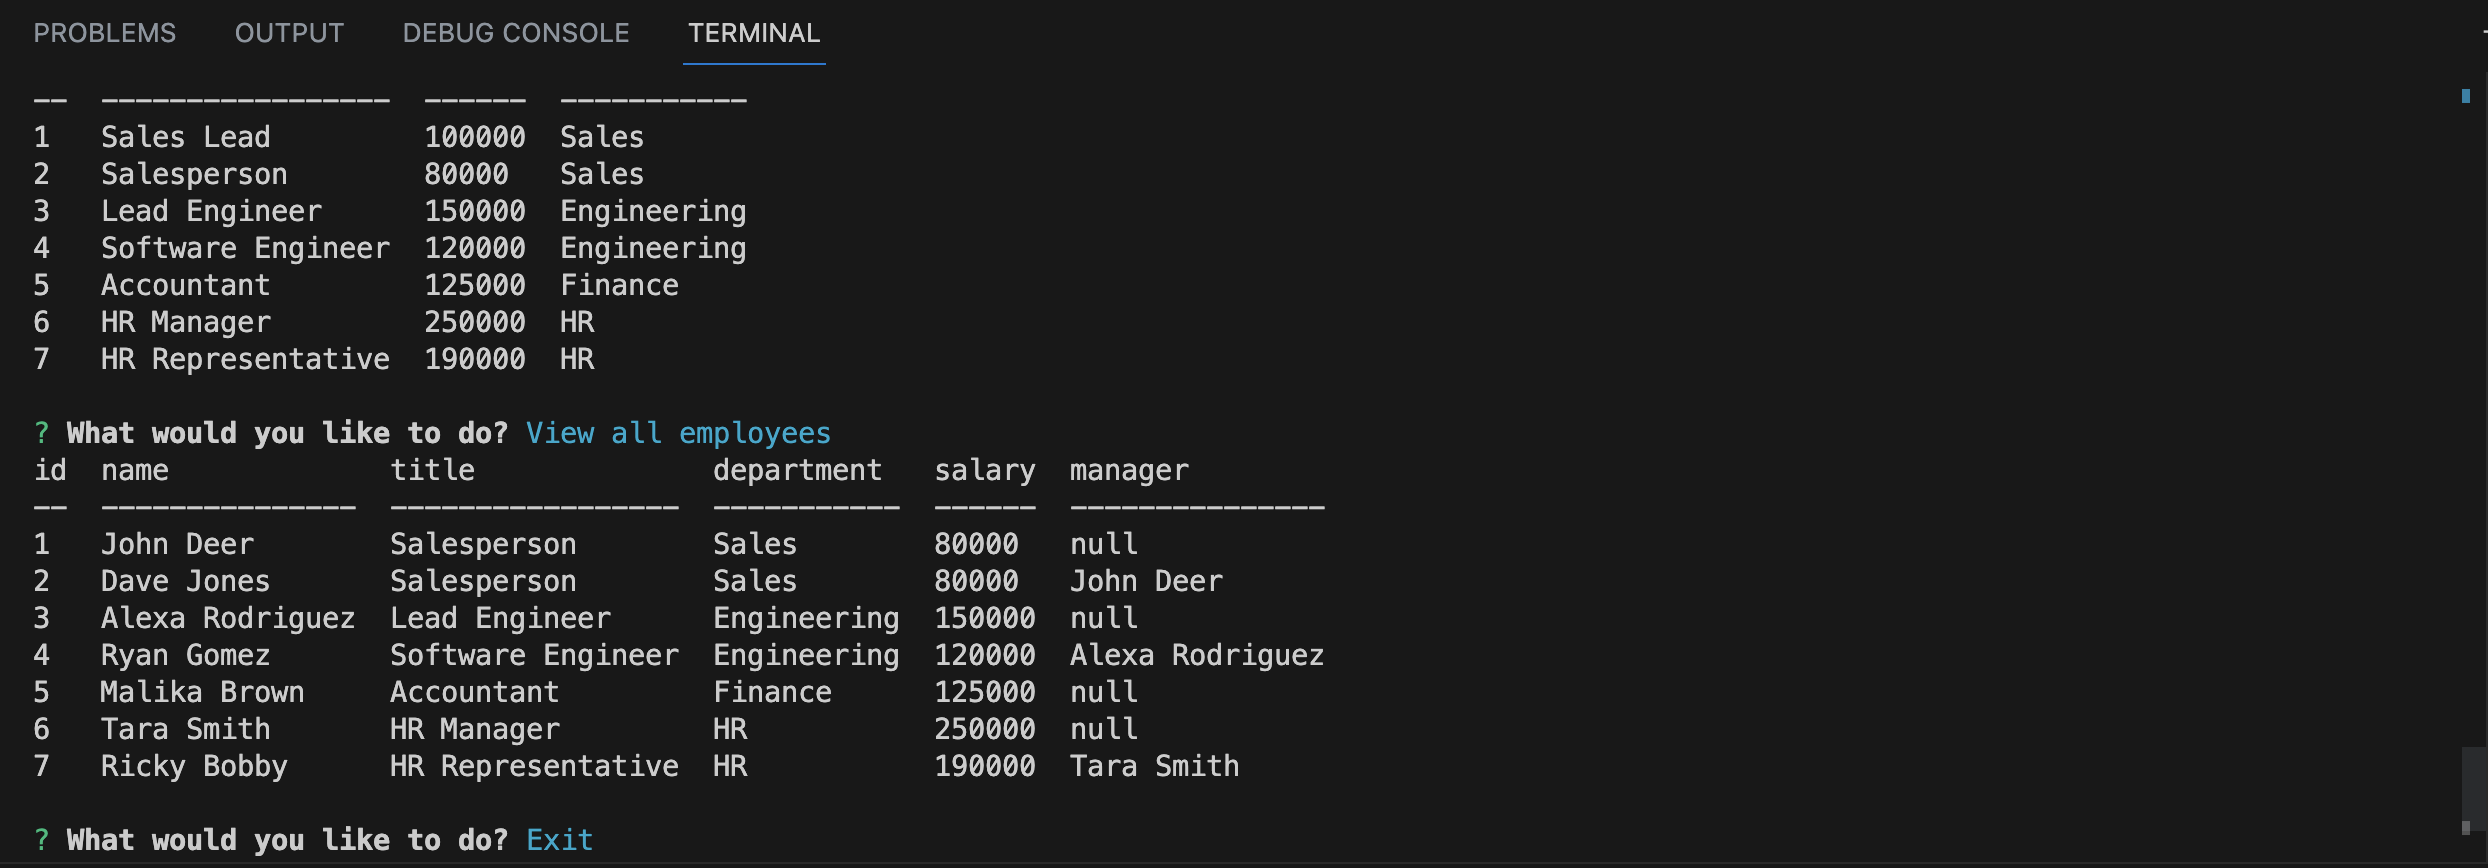 PROBLEMS OUTPUT DEBUG CONSOLE TERMINAL
-- ----------------- ------ -----------
1 Sales Lead 100000 Sales
2 Salesperson 80000 Sales
3 Lead Engineer 150000 Engineering
4 Software Engineer 120000 Engineering
5 Accountant 125000 Finance
6 HR Manager 250000 HR
7 HR Representative 190000 HR
? What would you like to do? View all employees
id name title department salary manager
-- --------------- ----------------- ----------- ------ ---------------
1 John Deer Salesperson Sales 80000 null
2 Dave Jones Salesperson Sales 80000 John Deer
3 Alexa Rodriguez Lead Engineer Engineering 150000 null
4 Ryan Gomez Software Engineer Engineering 120000 Alexa Rodriguez
5 Malika Brown Accountant Finance 125000 null
6 Tara Smith HR Manager HR 250000 null
7 Ricky Bobby HR Representative HR 190000 Tara Smith
? What would you like to do? Exit